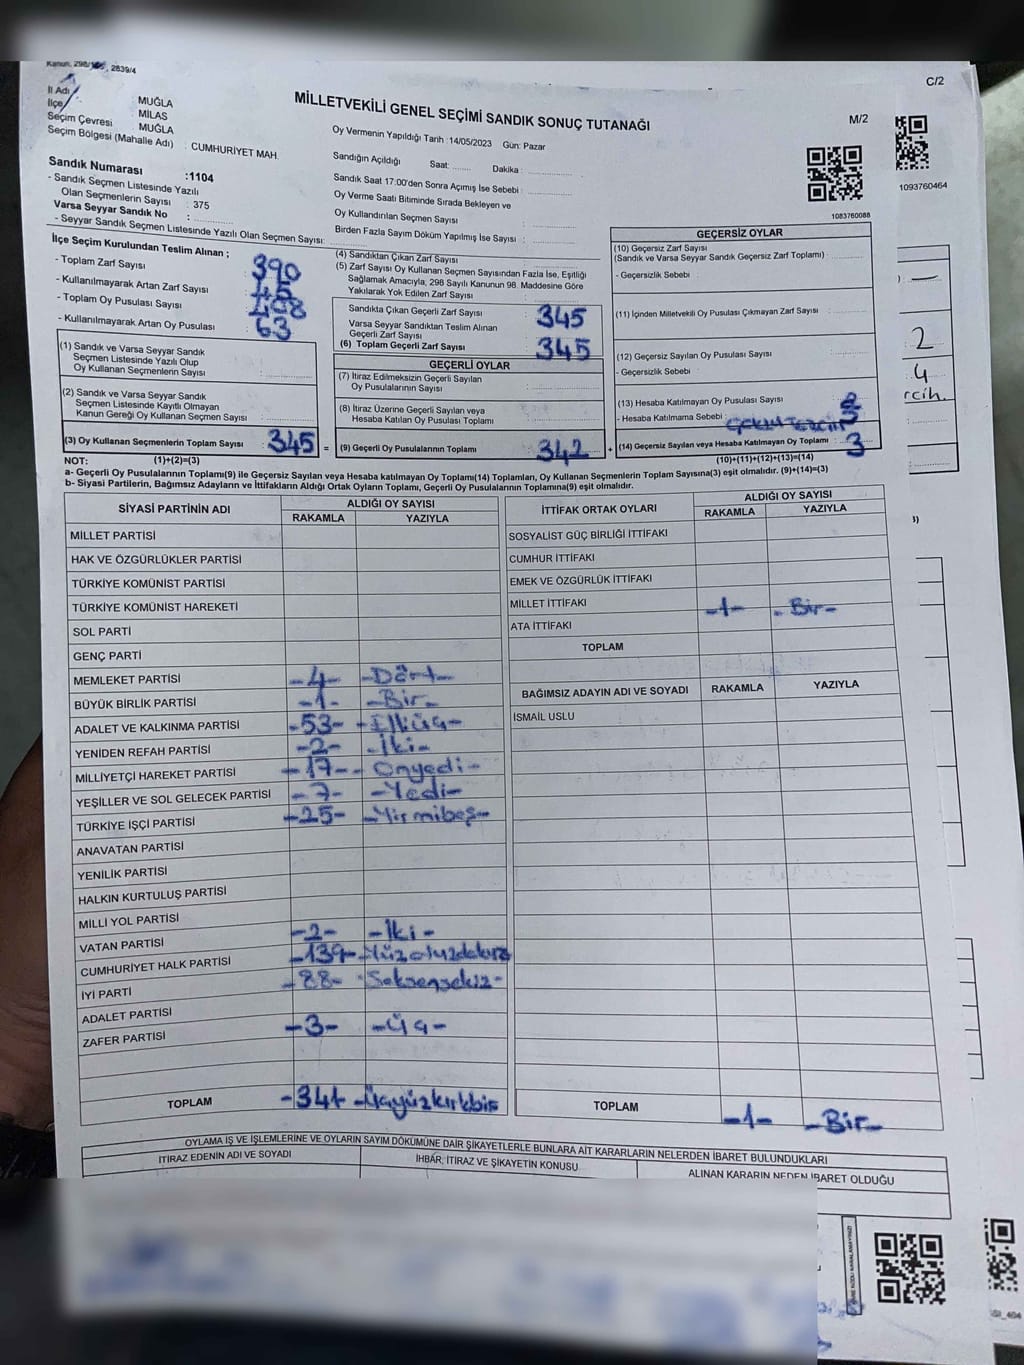 Kanun, 298/105, 2839/4
C/2
İl Adı MUĞLA
İlçe MİLAS
Seçim Çevresi MUĞLA
Seçim Bölgesi (Mahalle Adı) : CUMHURİYET MAH.
MİLLETVEKİLİ GENEL SEÇİMİ SANDIK SONUÇ TUTANAĞI
M/2
Oy Vermenin Yapıldığı Tarih :14/05/2023 Gün: Pazar
Sandığın Açıldığı Saat:........ Dakika :
Sandık Saat 17:00'den Sonra Açımış İse Sebebi :
Oy Verme Saati Bitiminde Sırada Bekleyen ve
Oy Kullandırılan Seçmen Sayısı
Birden Fazla Sayım Döküm Yapılmış İse Sayısı :
1083760088
1093760464
Sandık Numarası :1104
- Sandık Seçmen Listesinde Yazılı
Olan Seçmenlerin Sayısı : 375
Varsa Seyyar Sandık No :
- Seyyar Sandık Seçmen Listesinde Yazılı Olan Seçmen Sayısı:
İlçe Seçim Kurulundan Teslim Alınan ;
- Toplam Zarf Sayısı : 390
- Kullanılmayarak Artan Zarf Sayısı : 45
- Toplam Oy Pusulası Sayısı : 408
- Kullanılmayarak Artan Oy Pusulası : 63
(1) Sandık ve Varsa Seyyar Sandık
Seçmen Listesinde Yazılı Olup
Oy Kullanan Seçmenlerin Sayısı :
(2) Sandık ve Varsa Seyyar Sandık
Seçmen Listesinde Kayıtlı Olmayan
Kanun Gereği Oy Kullanan Seçmen Sayısı :
(3) Oy Kullanan Seçmenlerin Toplam Sayısı : 345 =
(4) Sandıktan Çıkan Zarf Sayısı :
(5) Zarf Sayısı Oy Kullanan Seçmen Sayısından Fazla İse, Eşitliği
Sağlamak Amacıyla, 298 Sayılı Kanunun 98. Maddesine Göre
Yakılarak Yok Edilen Zarf Sayısı :
Sandıkta Çıkan Geçerli Zarf Sayısı : 345
Varsa Seyyar Sandıktan Teslim Alınan
Geçerli Zarf Sayısı :
(6) Toplam Geçerli Zarf Sayısı : 345
GEÇERLİ OYLAR
(7) İtiraz Edilmeksizin Geçerli Sayılan
Oy Pusulalarının Sayısı :
(8) İtiraz Üzerine Geçerli Sayılan veya
Hesaba Katılan Oy Pusulaları Toplamı :
(9) Geçerli Oy Pusulalarının Toplamı : 342 +
GEÇERSİZ OYLAR
(10) Geçersiz Zarf Sayısı
(Sandık ve Varsa Seyyar Sandık Geçersiz Zarf Toplamı) :
- Geçersizlik Sebebi :
(11) İçinden Milletvekili Oy Pusulası Çıkmayan Zarf Sayısı :
(12) Geçersiz Sayılan Oy Pusulası Sayısı :
- Geçersizlik Sebebi :
(13) Hesaba Katılmayan Oy Pusulası Sayısı :
- Hesaba Katılmama Sebebi :
(14) Geçersiz Sayılan veya Hesaba Katılmayan Oy Toplamı : 3
2
4
rcih.
NOT: (1)+(2)=(3) (10)+(11)+(12)+(13)=(14)
a- Geçerli Oy Pusulalarının Toplamı(9) ile Geçersiz Sayılan veya Hesaba katılmayan Oy Toplamı(14) Toplamları, Oy Kullanan Seçmenlerin Toplam Sayısına(3) eşit olmalıdır. (9)+(14)=(3)
b- Siyasi Partilerin, Bağımsız Adayların ve İttifakların Aldığı Ortak Oyların Toplamı, Geçerli Oy Pusulalarının Toplamına(9) eşit olmalıdır.
SİYASİ PARTİNİN ADI ALDIĞI OY SAYISI
RAKAMLA YAZIYLA
MİLLET PARTİSİ
HAK VE ÖZGÜRLÜKLER PARTİSİ
TÜRKİYE KOMÜNİST PARTİSİ
TÜRKİYE KOMÜNİST HAREKETİ
SOL PARTİ
GENÇ PARTİ
MEMLEKET PARTİSİ -4- -Dört-
BÜYÜK BİRLİK PARTİSİ -1- -Bir-
ADALET VE KALKINMA PARTİSİ -53- -Elliüç-
YENİDEN REFAH PARTİSİ -2- -İki-
MİLLİYETÇİ HAREKET PARTİSİ -17- -Onyedi-
YEŞİLLER VE SOL GELECEK PARTİSİ -7- -Yedi-
TÜRKİYE İŞÇİ PARTİSİ -25- -Yirmibeş-
ANAVATAN PARTİSİ
YENİLİK PARTİSİ
HALKIN KURTULUŞ PARTİSİ
MİLLİ YOL PARTİSİ
VATAN PARTİSİ -2- -İki-
CUMHURİYET HALK PARTİSİ -139- -Yüzotuzdokuz
İYİ PARTİ -88- -Seksensekiz-
ADALET PARTİSİ
ZAFER PARTİSİ -3- -Üç-
TOPLAM -341- -Üçyüzkırkbir
İTTİFAK ORTAK OYLARI ALDIĞI OY SAYISI
RAKAMLA YAZIYLA
SOSYALİST GÜÇ BİRLİĞİ İTTİFAKI
CUMHUR İTTİFAKI
EMEK VE ÖZGÜRLÜK İTTİFAKI
MİLLET İTTİFAKI -1- -Bir-
ATA İTTİFAKI
TOPLAM
BAĞIMSIZ ADAYIN ADI VE SOYADI RAKAMLA YAZIYLA
İSMAİL USLU
TOPLAM -1- -Bir-
3)
OYLAMA İŞ VE İŞLEMLERİNE VE OYLARIN SAYIM DÖKÜMÜNE DAİR ŞİKAYETLERLE BUNLARA AİT KARARLARIN NELERDEN İBARET BULUNDUKLARI
İTİRAZ EDENİN ADI VE SOYADI İHBAR, İTİRAZ VE ŞİKAYETİN KONUSU ALINAN KARARIN NEDEN İBARET OLDUĞU